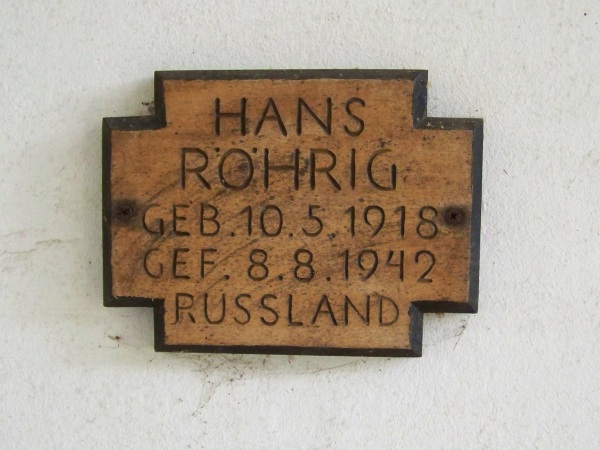 HANS
RÖHRIG
GEB. 10.5.1918
GEF. 8.8.1942
RUSSLAND